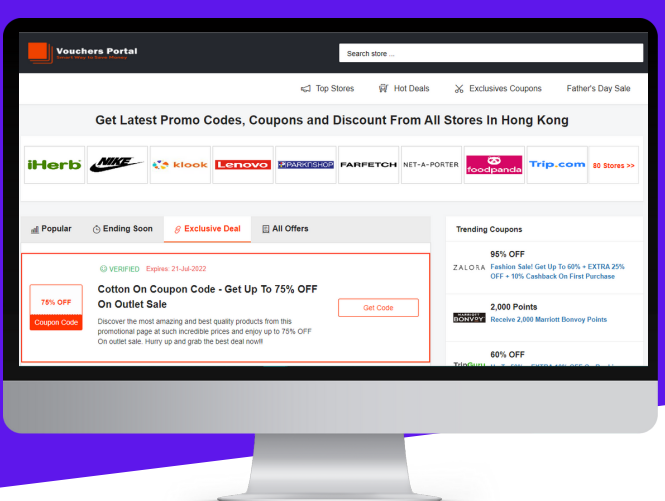 Vouchers Portal
Smart Way to Save Money
Search store ...
Top Stores
Hot Deals
Exclusives Coupons
Father's Day Sale
Get Latest Promo Codes, Coupons and Discount From All Stores In Hong Kong
iHerb
NIKE
klook
Lenovo
PARKNSHOP
FARFETCH
NET-A-PORTER
foodpanda
Trip.com
80 Stores >>
Popular
Ending Soon
Exclusive Deal
All Offers
VERIFIED Expires: 21-Jul-2022
75% OFF
Coupon Code
Cotton On Coupon Code - Get Up To 75% OFF
On Outlet Sale
Discover the most amazing and best quality products from this
promotional page at such incredible prices and enjoy up to 75% OFF
On outlet sale. Hurry up and grab the best deal now!!!
Get Code
Trending Coupons
ZALORA
95% OFF
Fashion Sale! Get Up To 60% + EXTRA 25%
OFF + 10% Cashback On First Purchase
MARRIOTT
BONVOY
2,000 Points
Receive 2,000 Marriott Bonvoy Points
TripGuru
60% OFF